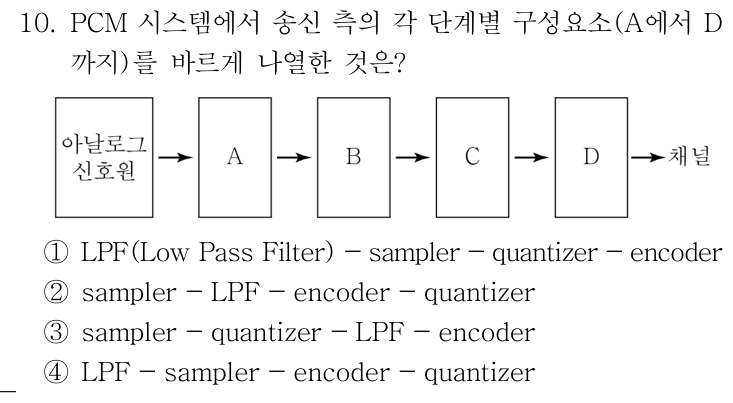 10. PCM 시스템에서 송신 측의 각 단계별 구성요소(A에서 D
까지)를 바르게 나열한 것은?
아날로그
신호원
A
B
C
D
채널
① LPF(Low Pass Filter) - sampler - quantizer - encoder
② sampler - LPF - encoder - quantizer
③ sampler - quantizer - LPF - encoder
④ LPF - sampler - encoder - quantizer